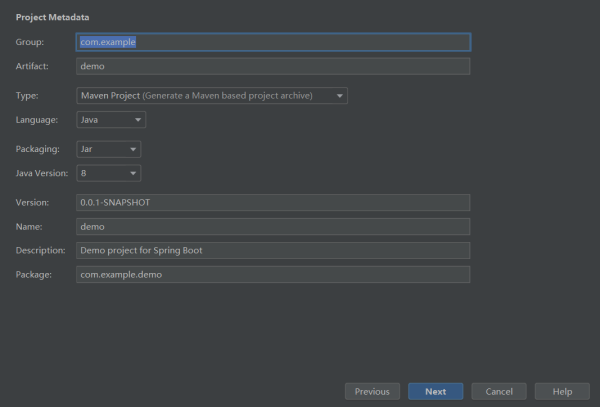 Project Metadata
Group: com.example
Artifact: demo
Type: Maven Project (Generate a Maven based project archive)
Language: Java
Packaging: Jar
Java Version: 8
Version: 0.0.1-SNAPSHOT
Name: demo
Description: Demo project for Spring Boot
Package: com.example.demo
Previous Next Cancel Help